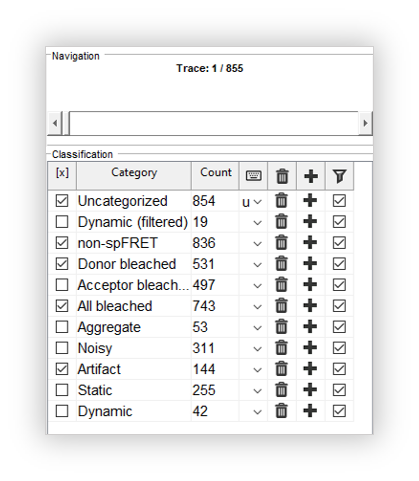 Navigation
Trace: 1 / 855
Classification
[x] Category Count
Uncategorized 854 u
Dynamic (filtered) 19
non-spFRET 836
Donor bleached 531
Acceptor bleach... 497
All bleached 743
Aggregate 53
Noisy 311
Artifact 144
Static 255
Dynamic 42